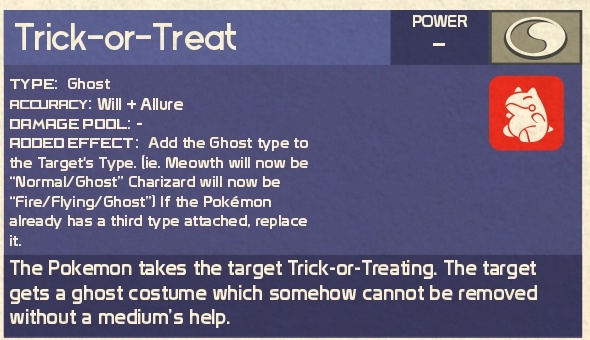 Trick-or-Treat
POWER
–
TYPE: Ghost
ACCURACY: Will + Allure
DAMAGE POOL: -
ADDED EFFECT: Add the Ghost type to
the Target's Type. (ie. Meowth will now be
"Normal/Ghost" Charizard will now be
"Fire/Flying/Ghost") If the Pokémon
already has a third type attached, replace
it.
The Pokemon takes the target Trick-or-Treating. The target
gets a ghost costume which somehow cannot be removed
without a medium's help.